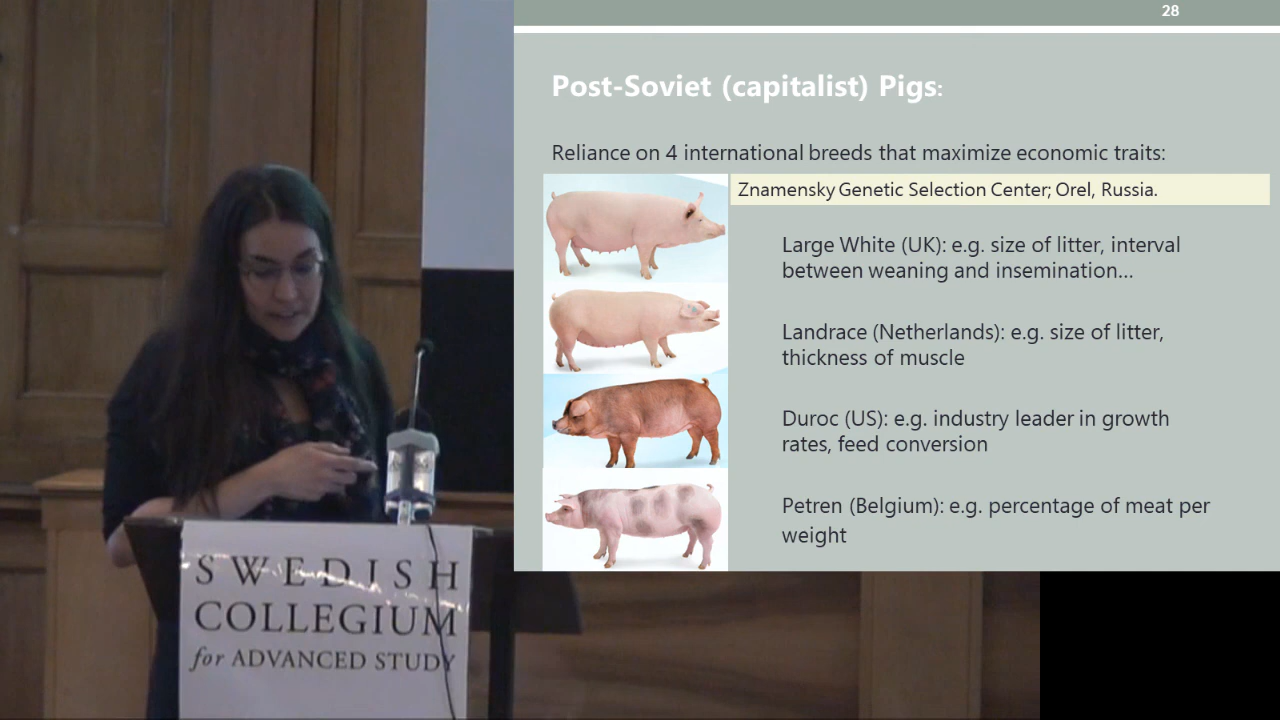 28
Post-Soviet (capitalist) Pigs:
Reliance on 4 international breeds that maximize economic traits:
Znamensky Genetic Selection Center; Orel, Russia.
Large White (UK): e.g. size of litter, interval
between weaning and insemination...
Landrace (Netherlands): e.g. size of litter,
thickness of muscle
Duroc (US): e.g. industry leader in growth
rates, feed conversion
Petren (Belgium): e.g. percentage of meat per
weight
SWEDISH
COLLEGIUM
for ADVANCED STUDY